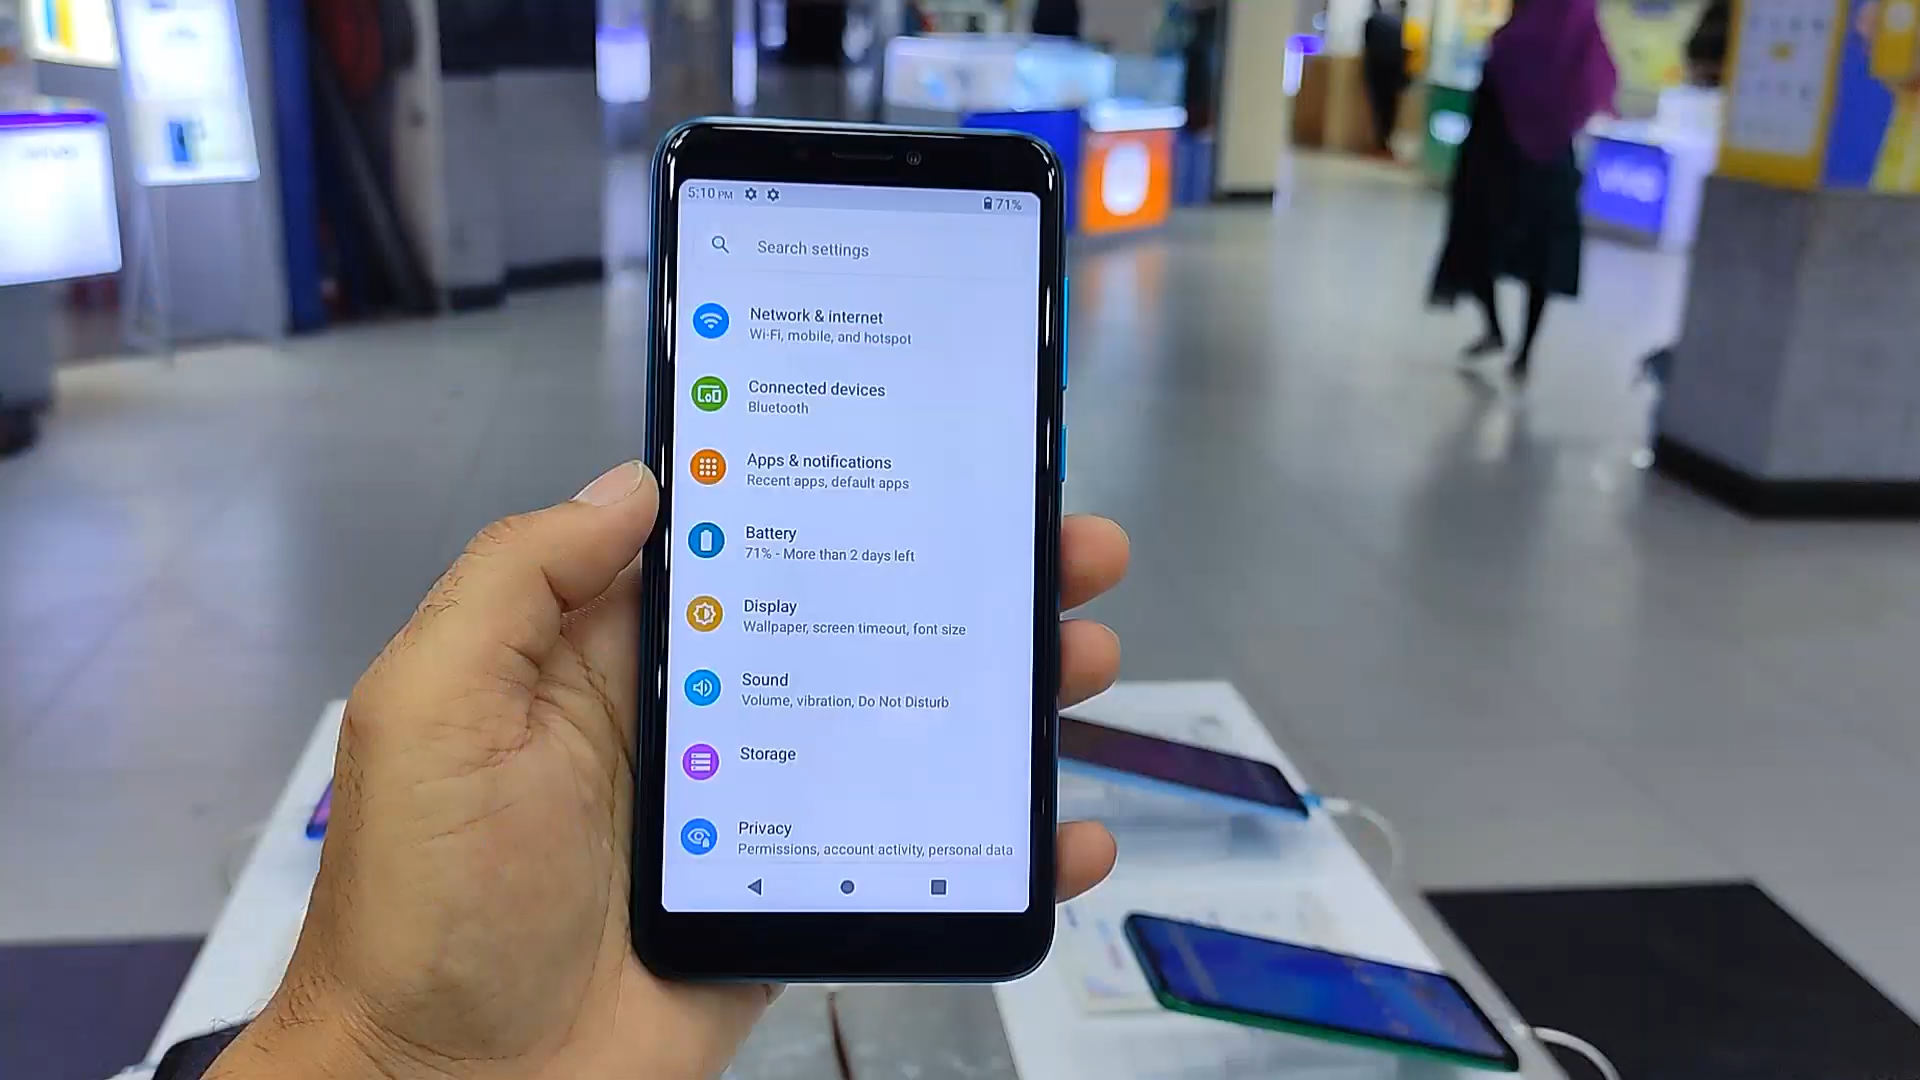 5:10 PM 71%
Search settings
Network & internet
Wi-Fi, mobile, and hotspot
Connected devices
Bluetooth
Apps & notifications
Recent apps, default apps
Battery
71% - More than 2 days left
Display
Wallpaper, screen timeout, font size
Sound
Volume, vibration, Do Not Disturb
Storage
Privacy
Permissions, account activity, personal data
vivo